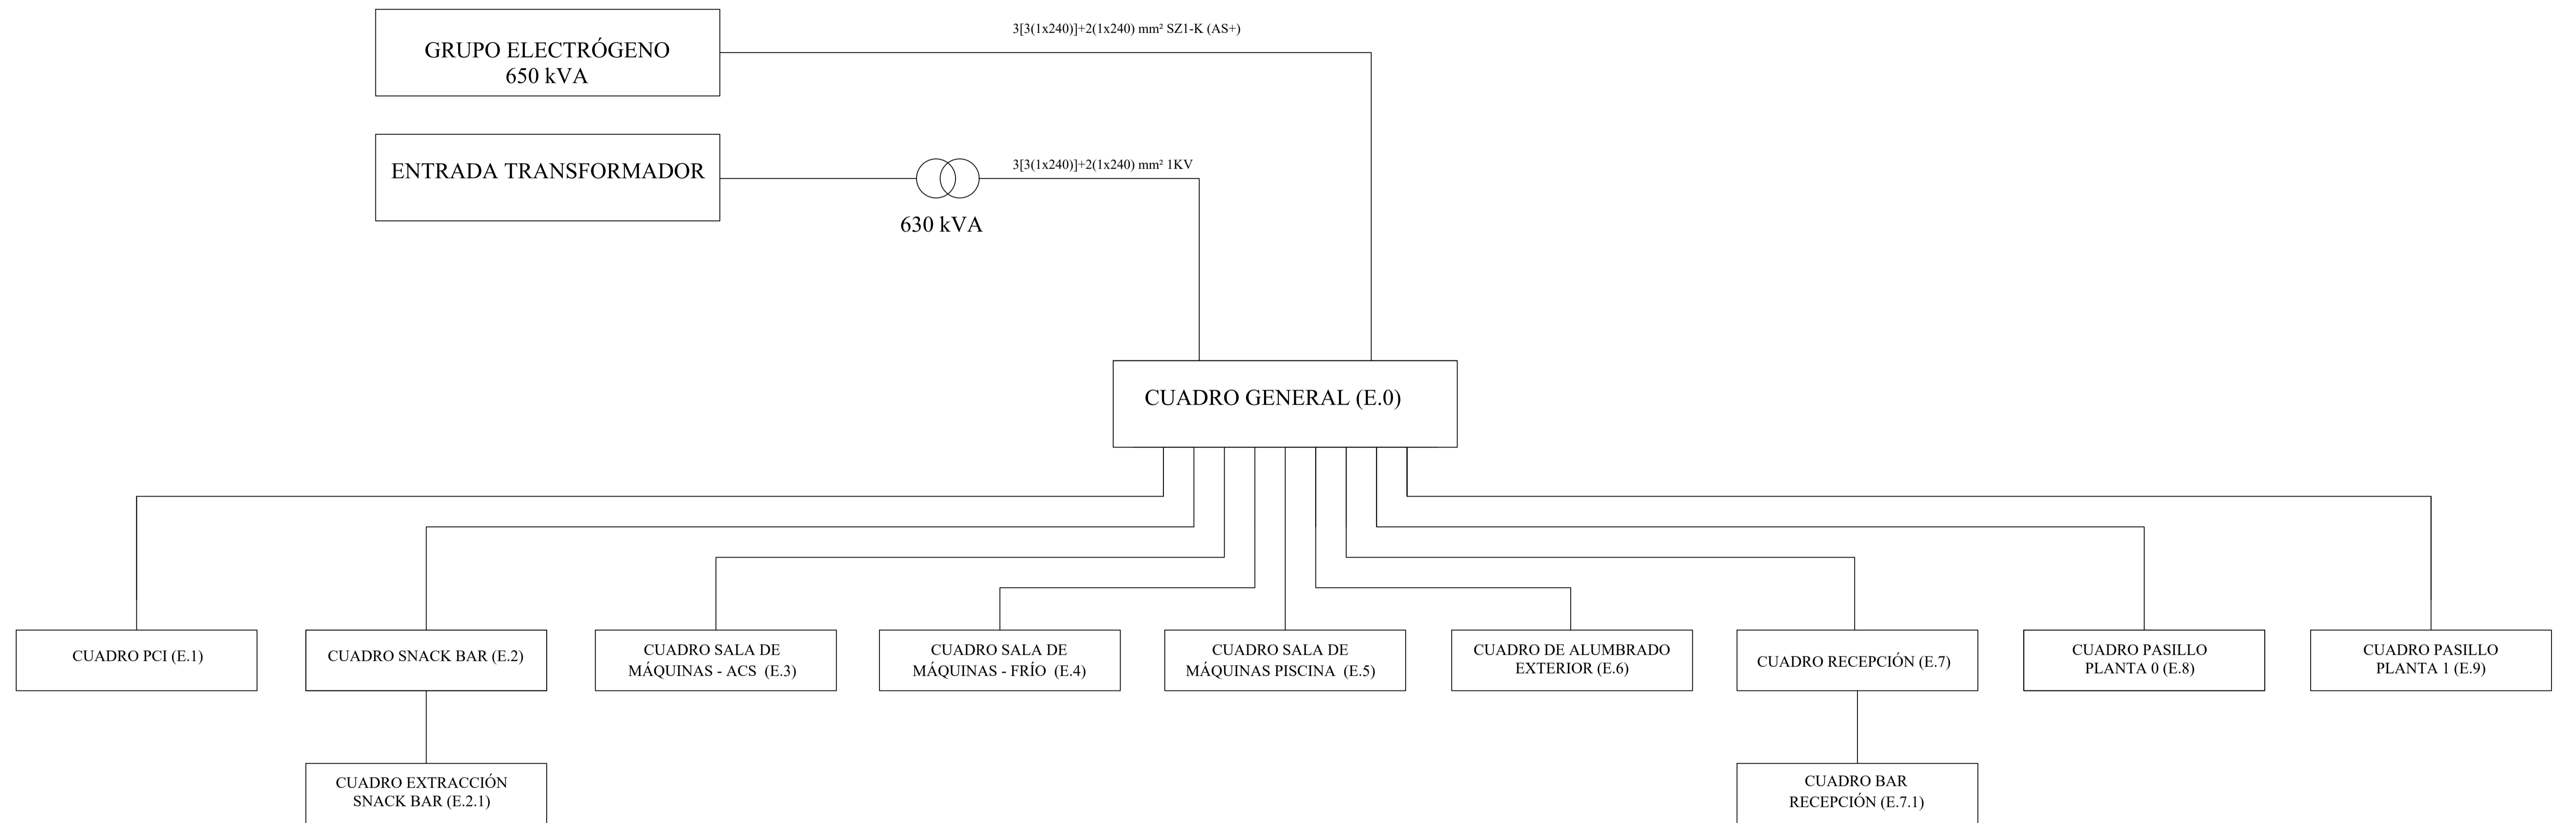 3[3(1x240)]+2(1x240) mm² SZ1-K (AS+)
GRUPO ELECTRÓGENO
650 kVA
ENTRADA TRANSFORMADOR
3[3(1x240)]+2(1x240) mm² 1KV
630 kVA
CUADRO GENERAL (E.0)
CUADRO PCI (E.1)
CUADRO SNACK BAR (E.2)
CUADRO SALA DE
MÁQUINAS - ACS (E.3)
CUADRO SALA DE
MÁQUINAS - FRÍO (E.4)
CUADRO SALA DE
MÁQUINAS PISCINA (E.5)
CUADRO DE ALUMBRADO
EXTERIOR (E.6)
CUADRO RECEPCIÓN (E.7)
CUADRO PASILLO
PLANTA 0 (E.8)
CUADRO PASILLO
PLANTA 1 (E.9)
CUADRO EXTRACCIÓN
SNACK BAR (E.2.1)
CUADRO BAR
RECEPCIÓN (E.7.1)